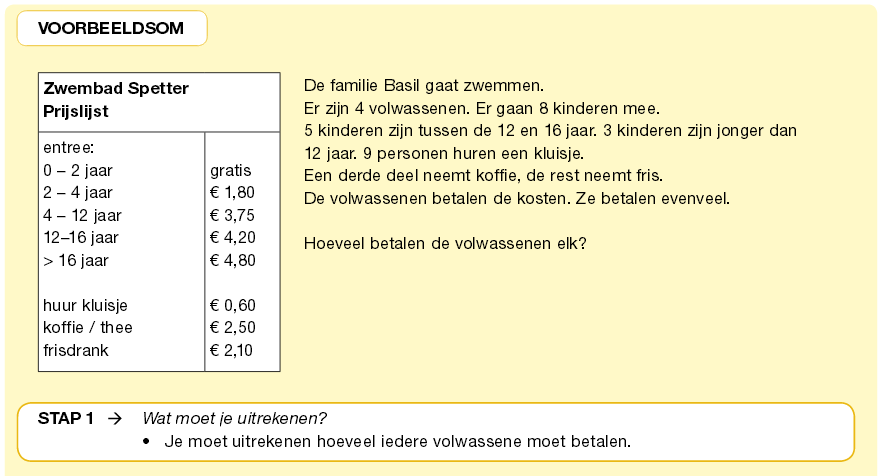 VOORBEELDSOM
Zwembad Spetter
Prijslijst
entree:
0 – 2 jaar gratis
2 – 4 jaar € 1,80
4 – 12 jaar € 3,75
12–16 jaar € 4,20
> 16 jaar € 4,80
huur kluisje € 0,60
koffie / thee € 2,50
frisdrank € 2,10
De familie Basil gaat zwemmen.
Er zijn 4 volwassenen. Er gaan 8 kinderen mee.
5 kinderen zijn tussen de 12 en 16 jaar. 3 kinderen zijn jonger dan
12 jaar. 9 personen huren een kluisje.
Een derde deel neemt koffie, de rest neemt fris.
De volwassenen betalen de kosten. Ze betalen evenveel.
Hoeveel betalen de volwassenen elk?
STAP 1 → Wat moet je uitrekenen?
• Je moet uitrekenen hoeveel iedere volwassene moet betalen.